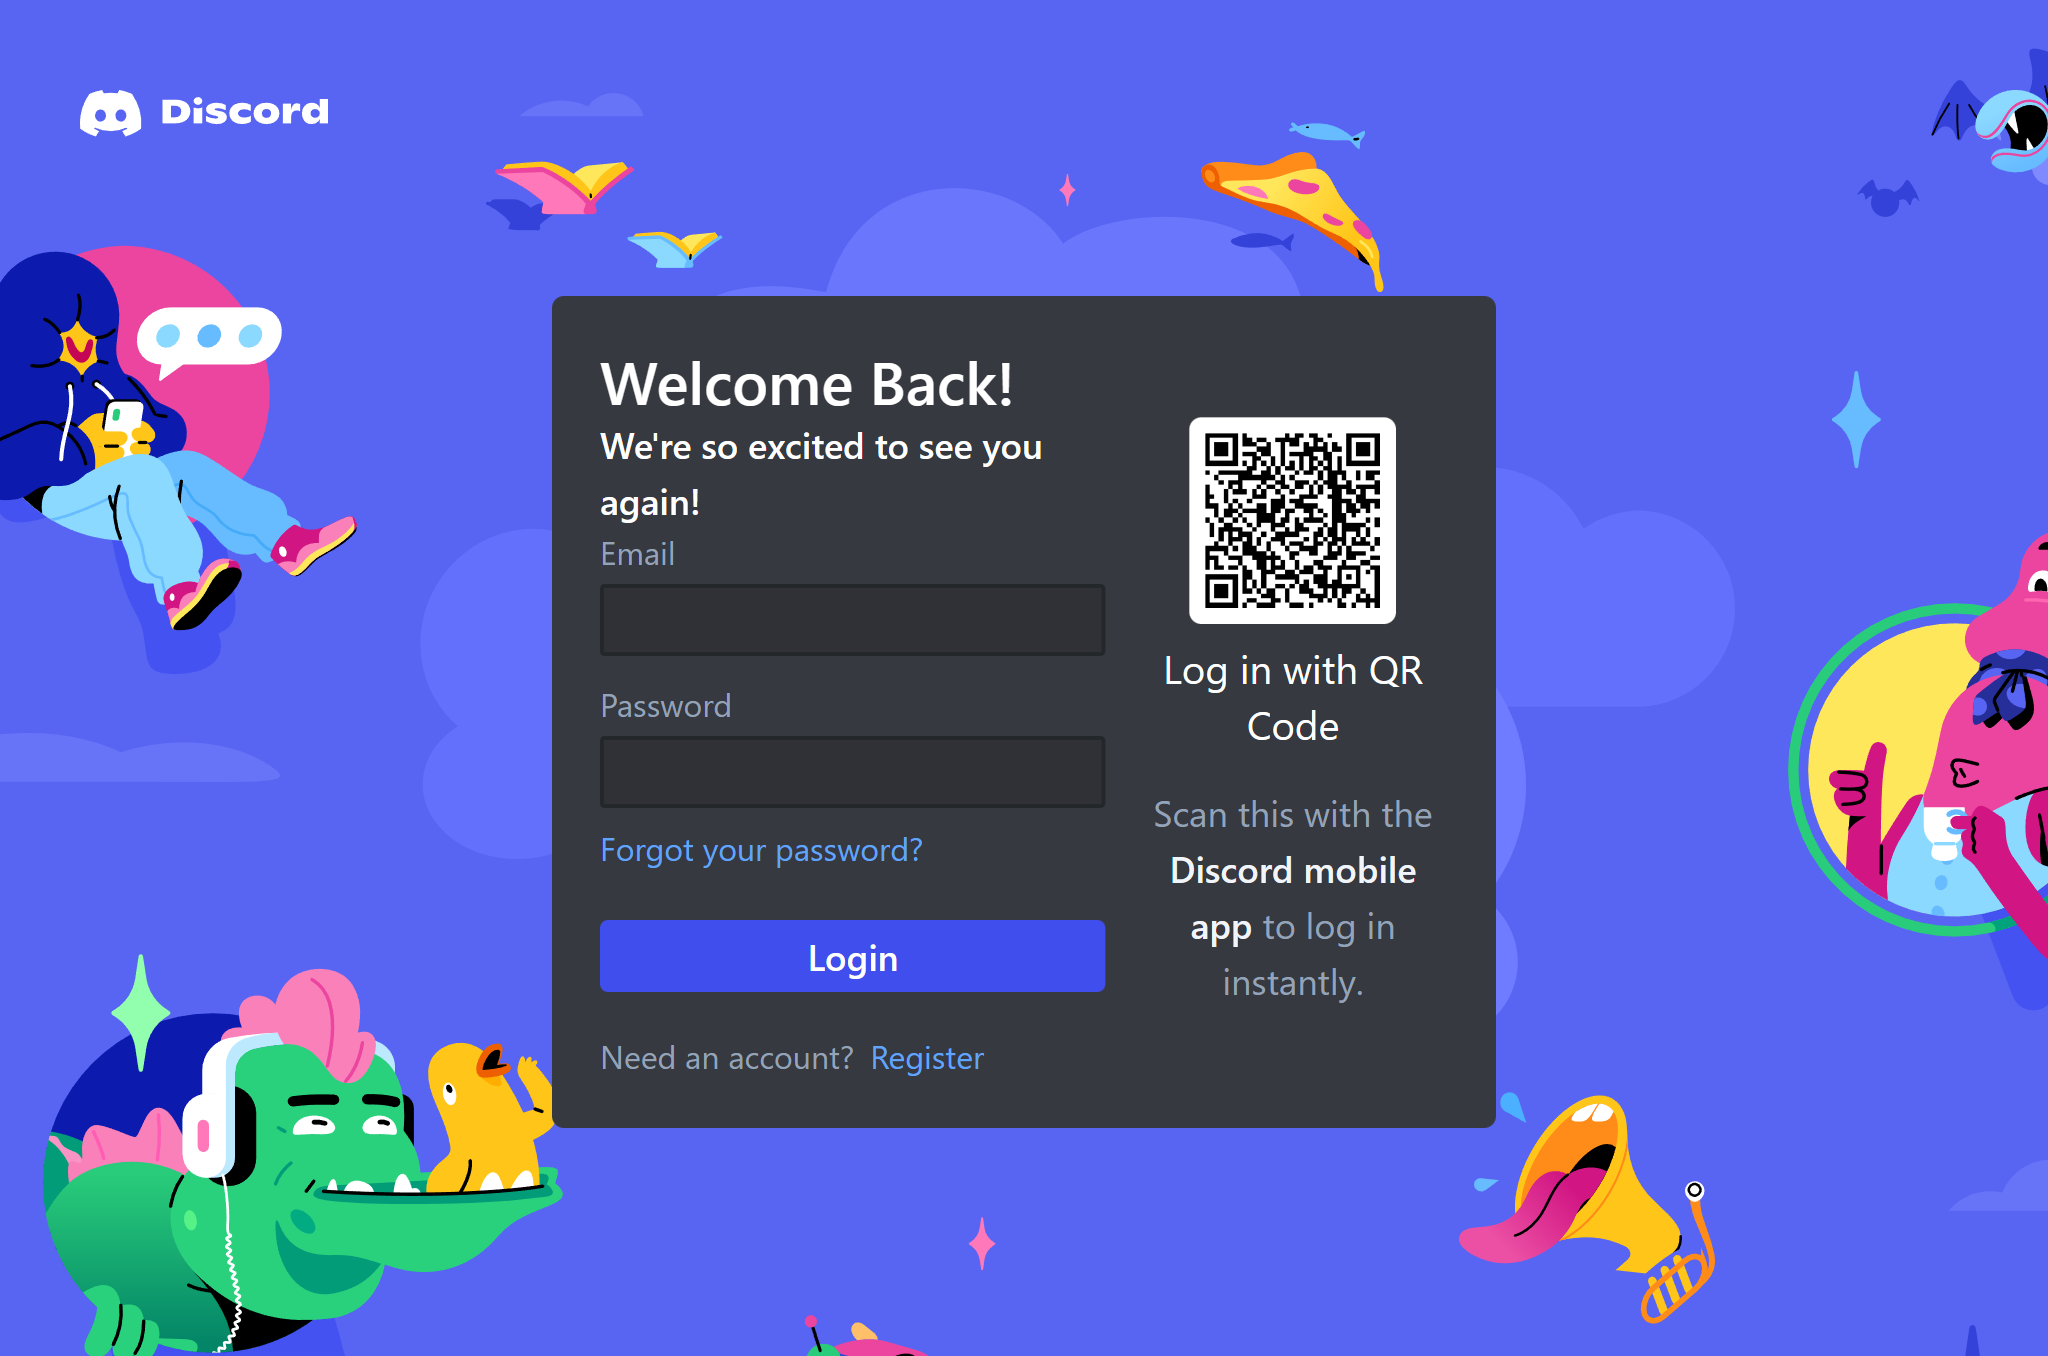 Discord
Welcome Back!
We're so excited to see you
again!
Email
Password
Forgot your password?
Login
Need an account? Register
Log in with QR
Code
Scan this with the
Discord mobile
app to log in
instantly.